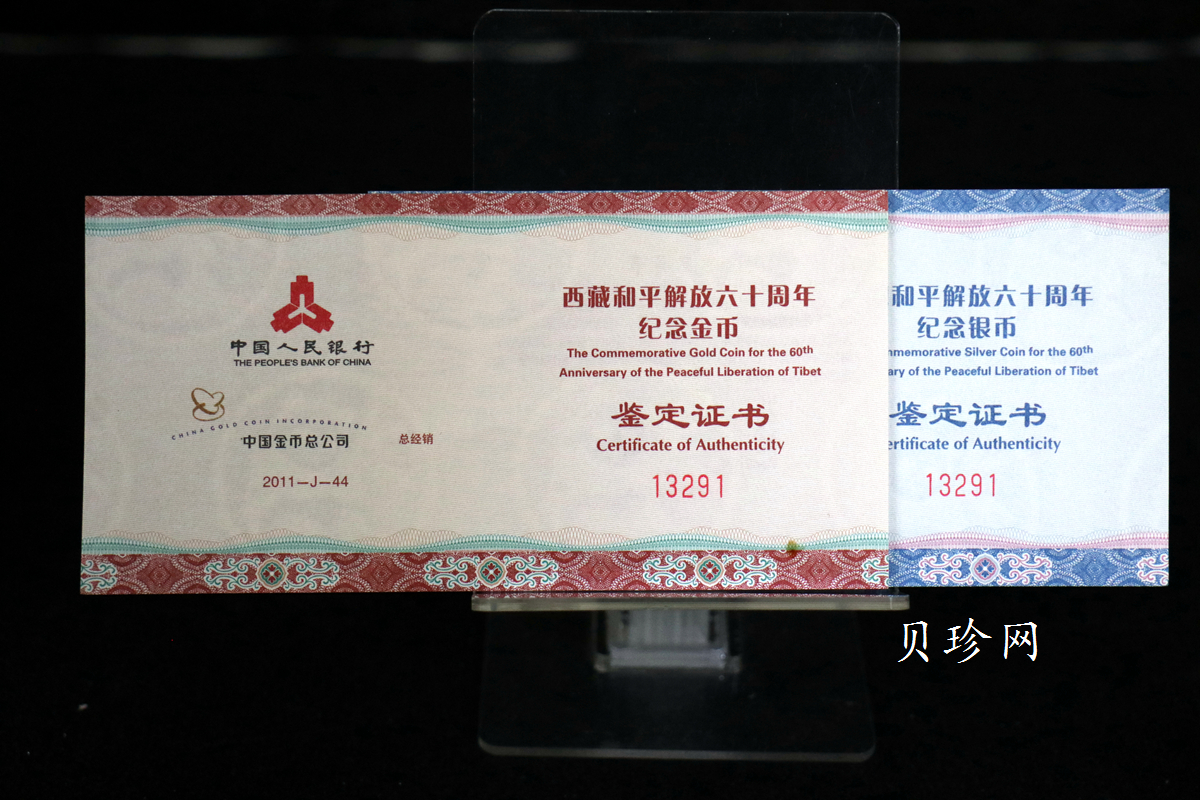 中国人民银行
THE PEOPLE'S BANK OF CHINA
CHINA GOLD COIN INCORPORATION
中国金币总公司
总经销
2011—J—44
西藏和平解放六十周年
纪念金币
The Commemorative Gold Coin for the 60th
Anniversary of the Peaceful Liberation of Tibet
鉴定证书
Certificate of Authenticity
13291
和平解放六十周年
纪念银币
nmemorative Silver Coin for the 60th
ary of the Peaceful Liberation of Tibet
鉴定证书
ertificate of Authenticity
13291
贝珍网